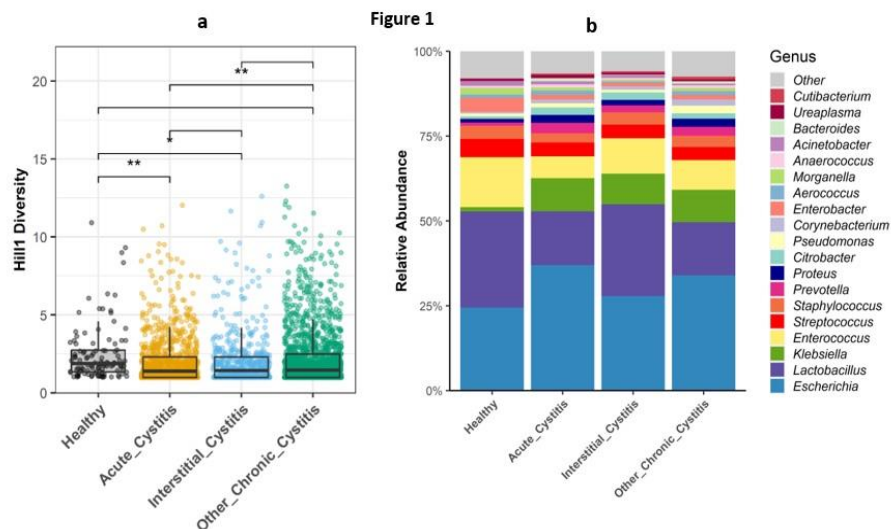 Figure 1
a
b
Hill1 Diversity
20
15
10
5
0
**
**
*
**
Healthy
Acute_Cystitis
Interstitial_Cystitis
Other_Chronic_Cystitis
Relative Abundance
100%
75%
50%
25%
0%
Healthy
Acute_Cystitis
Interstitial_Cystitis
Other_Chronic_Cystitis
Genus
Other
Cutibacterium
Ureaplasma
Bacteroides
Acinetobacter
Anaerococcus
Morganella
Aerococcus
Enterobacter
Corynebacterium
Pseudomonas
Citrobacter
Proteus
Prevotella
Staphylococcus
Streptococcus
Enterococcus
Klebsiella
Lactobacillus
Escherichia